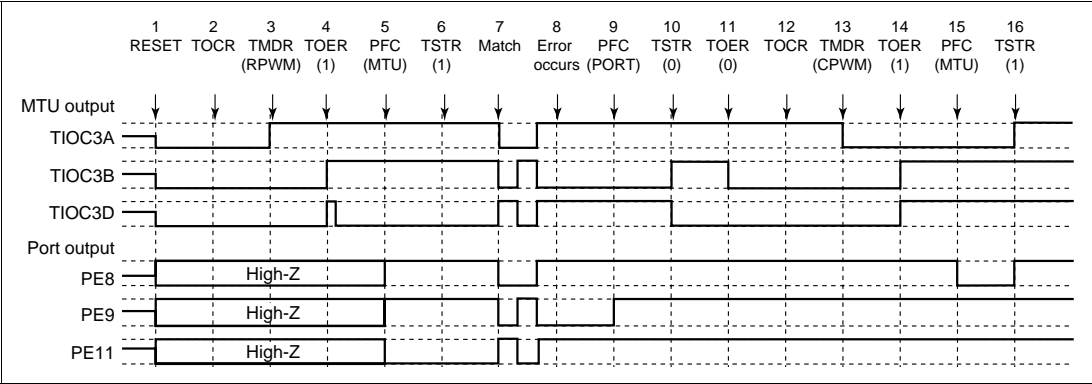 1 2 3 4 5 6 7 8 9 10 11 12 13 14 15 16
RESET TOCR TMDR TOER PFC TSTR Match Error PFC TSTR TOER TOCR TMDR TOER PFC TSTR
(RPWM) (1) (MTU) (1) occurs (PORT) (0) (0) (CPWM) (1) (MTU) (1)
MTU output
TIOC3A
TIOC3B
TIOC3D
Port output
PE8 High-Z
PE9 High-Z
PE11 High-Z